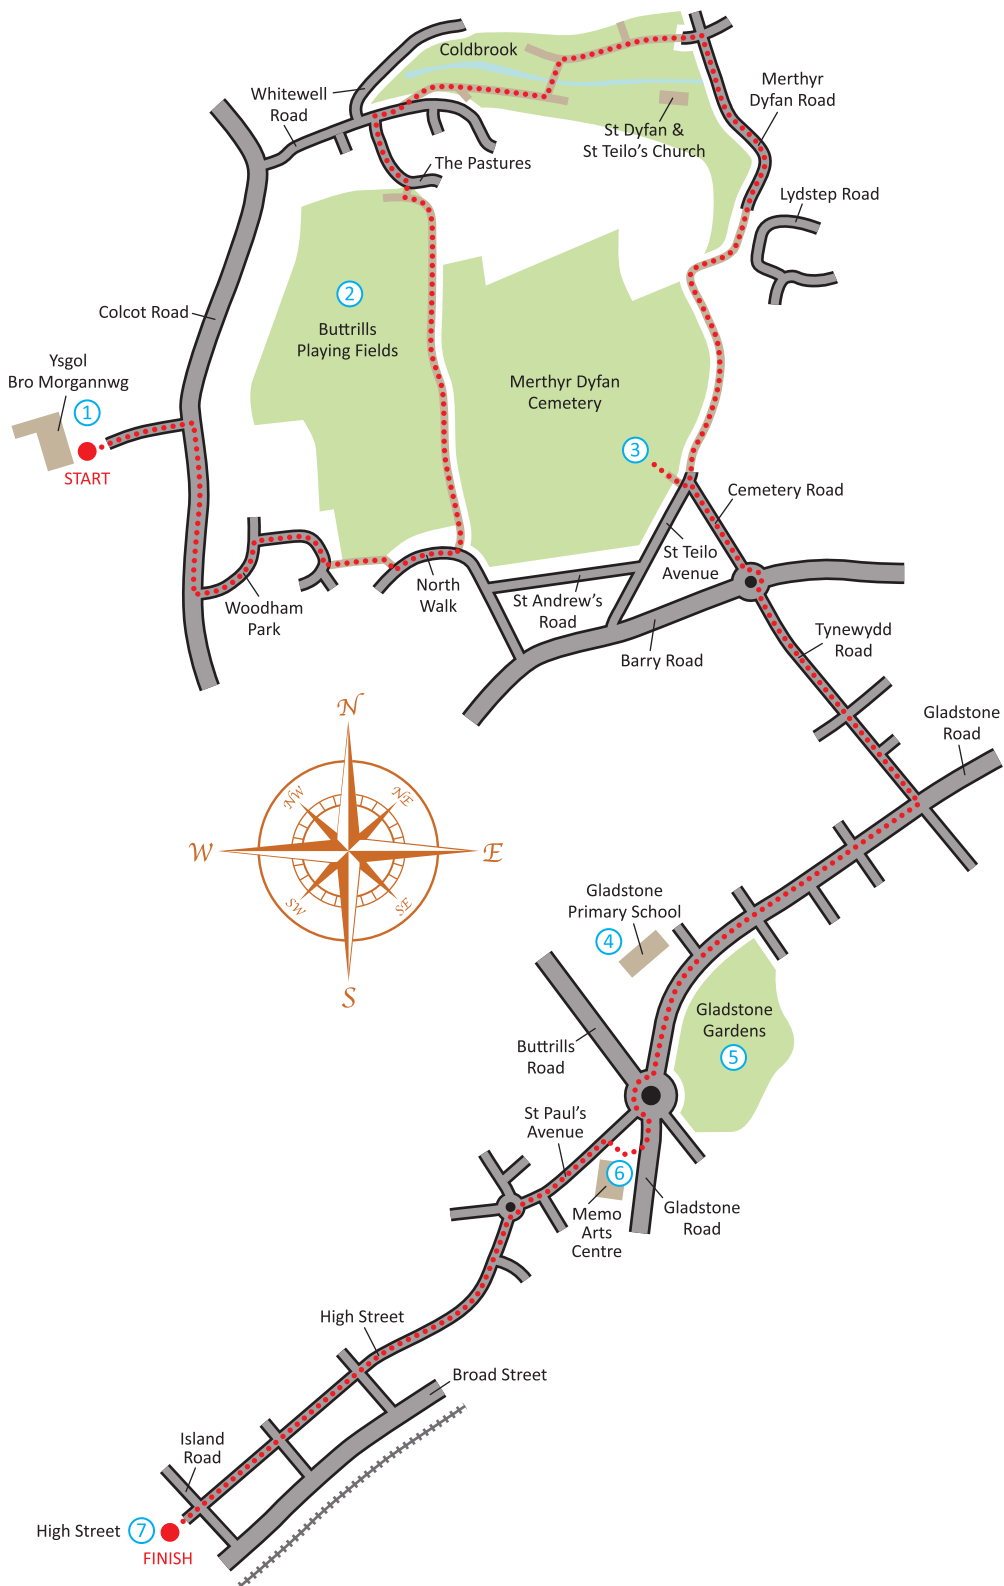 Coldbrook
Merthyr
Dyfan Road
Whitewell
Road
St Dyfan &
St Teilo's Church
The Pastures
Lydstep Road
2
Colcot Road
Buttrills
Playing Fields
Ysgol
Bro Morgannwg
1
START
Merthyr Dyfan
Cemetery
3
Cemetery Road
St Teilo
Avenue
North
Walk
St Andrew's
Road
Woodham
Park
Barry Road
Tynewydd
Road
Gladstone
Road
N
NW
NE
W
E
SW
SE
S
Gladstone
Primary School
4
Gladstone
Gardens
5
Buttrills
Road
St Paul's
Avenue
6
Memo
Arts
Centre
Gladstone
Road
High Street
Broad Street
Island
Road
High Street
7
FINISH